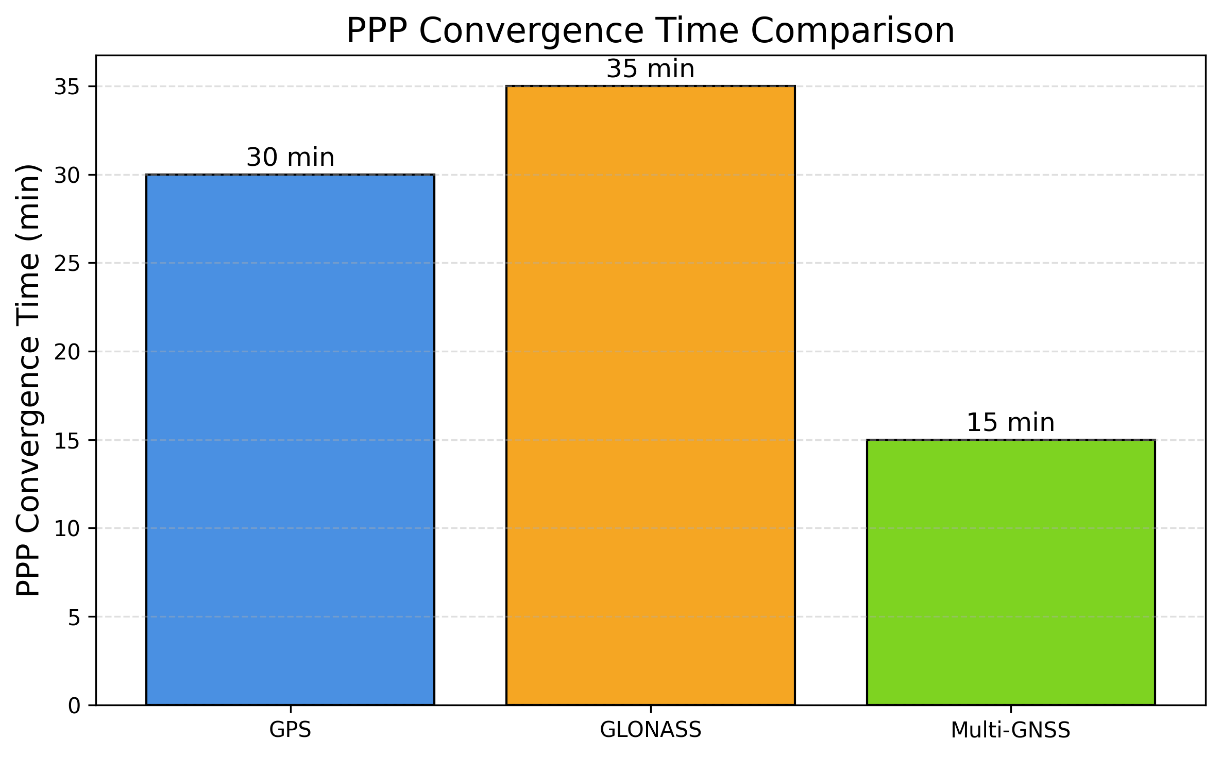 PPP Convergence Time Comparison
PPP Convergence Time (min)
35
30
25
20
15
10
5
0
30 min
35 min
15 min
GPS
GLONASS
Multi-GNSS